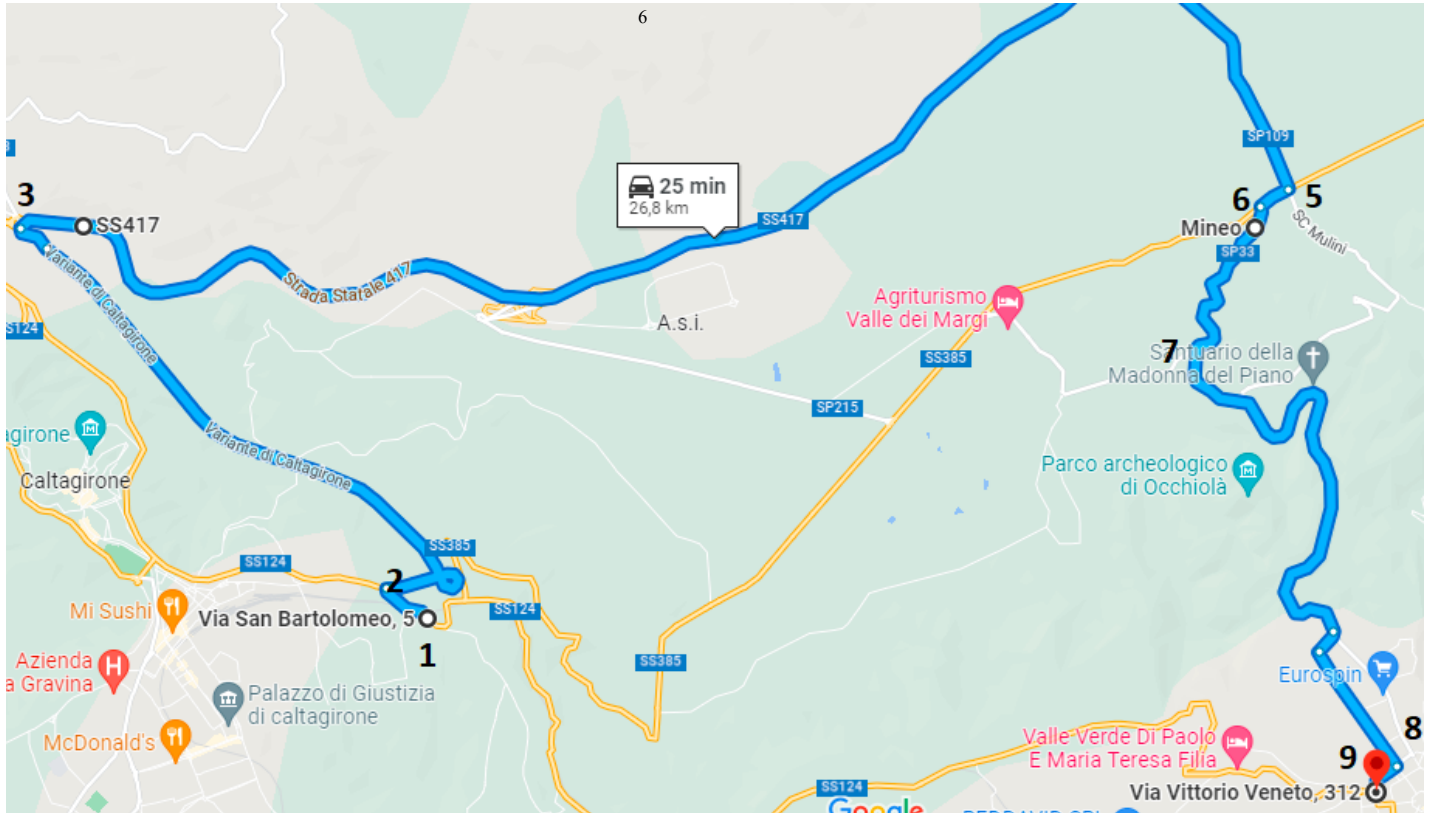 6
SP109
3
25 min
26,8 km
6
5
SS417
SS417
Mineo
SC Mulini
SP33
Variante di Caltagirone
Strada Statale 417
Agriturismo
Valle dei Margi
S124
A.s.i.
7
Santuario della
Madonna del Piano
SS385
SP215
agirone
Variante di Caltagirone
Caltagirone
Parco archeologico
di Occhiolà
SS385
SS124
2
Mi Sushi
Via San Bartolomeo, 5
SS124
1
Azienda
a Gravina
SS385
Eurospin
Palazzo di Giustizia
di caltagirone
8
McDonald's
Valle Verde Di Paolo
E Maria Teresa Filia
9
SS124
Via Vittorio Veneto, 312
Google